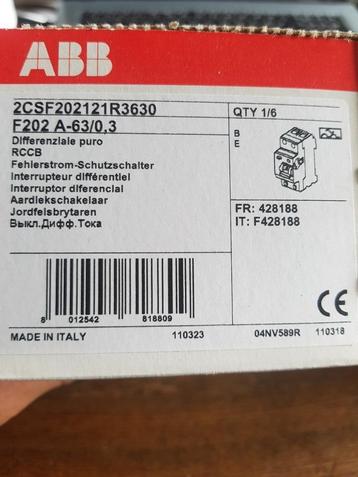 ABB
2CSF202121R3630
F202 A-63/0,3
Differenziale puro
RCCB
Fehlerstrom-Schutzschalter
Interrupteur différentiel
Interruptor diferencial
Aardlekschakelaar
Jordfelsbrytaren
Выкл.Дифф.Тока
QTY 1/6
B
E
FR: 428188
IT: F428188
8 012542 818809
CE
MADE IN ITALY 110323 04NV589R 110318